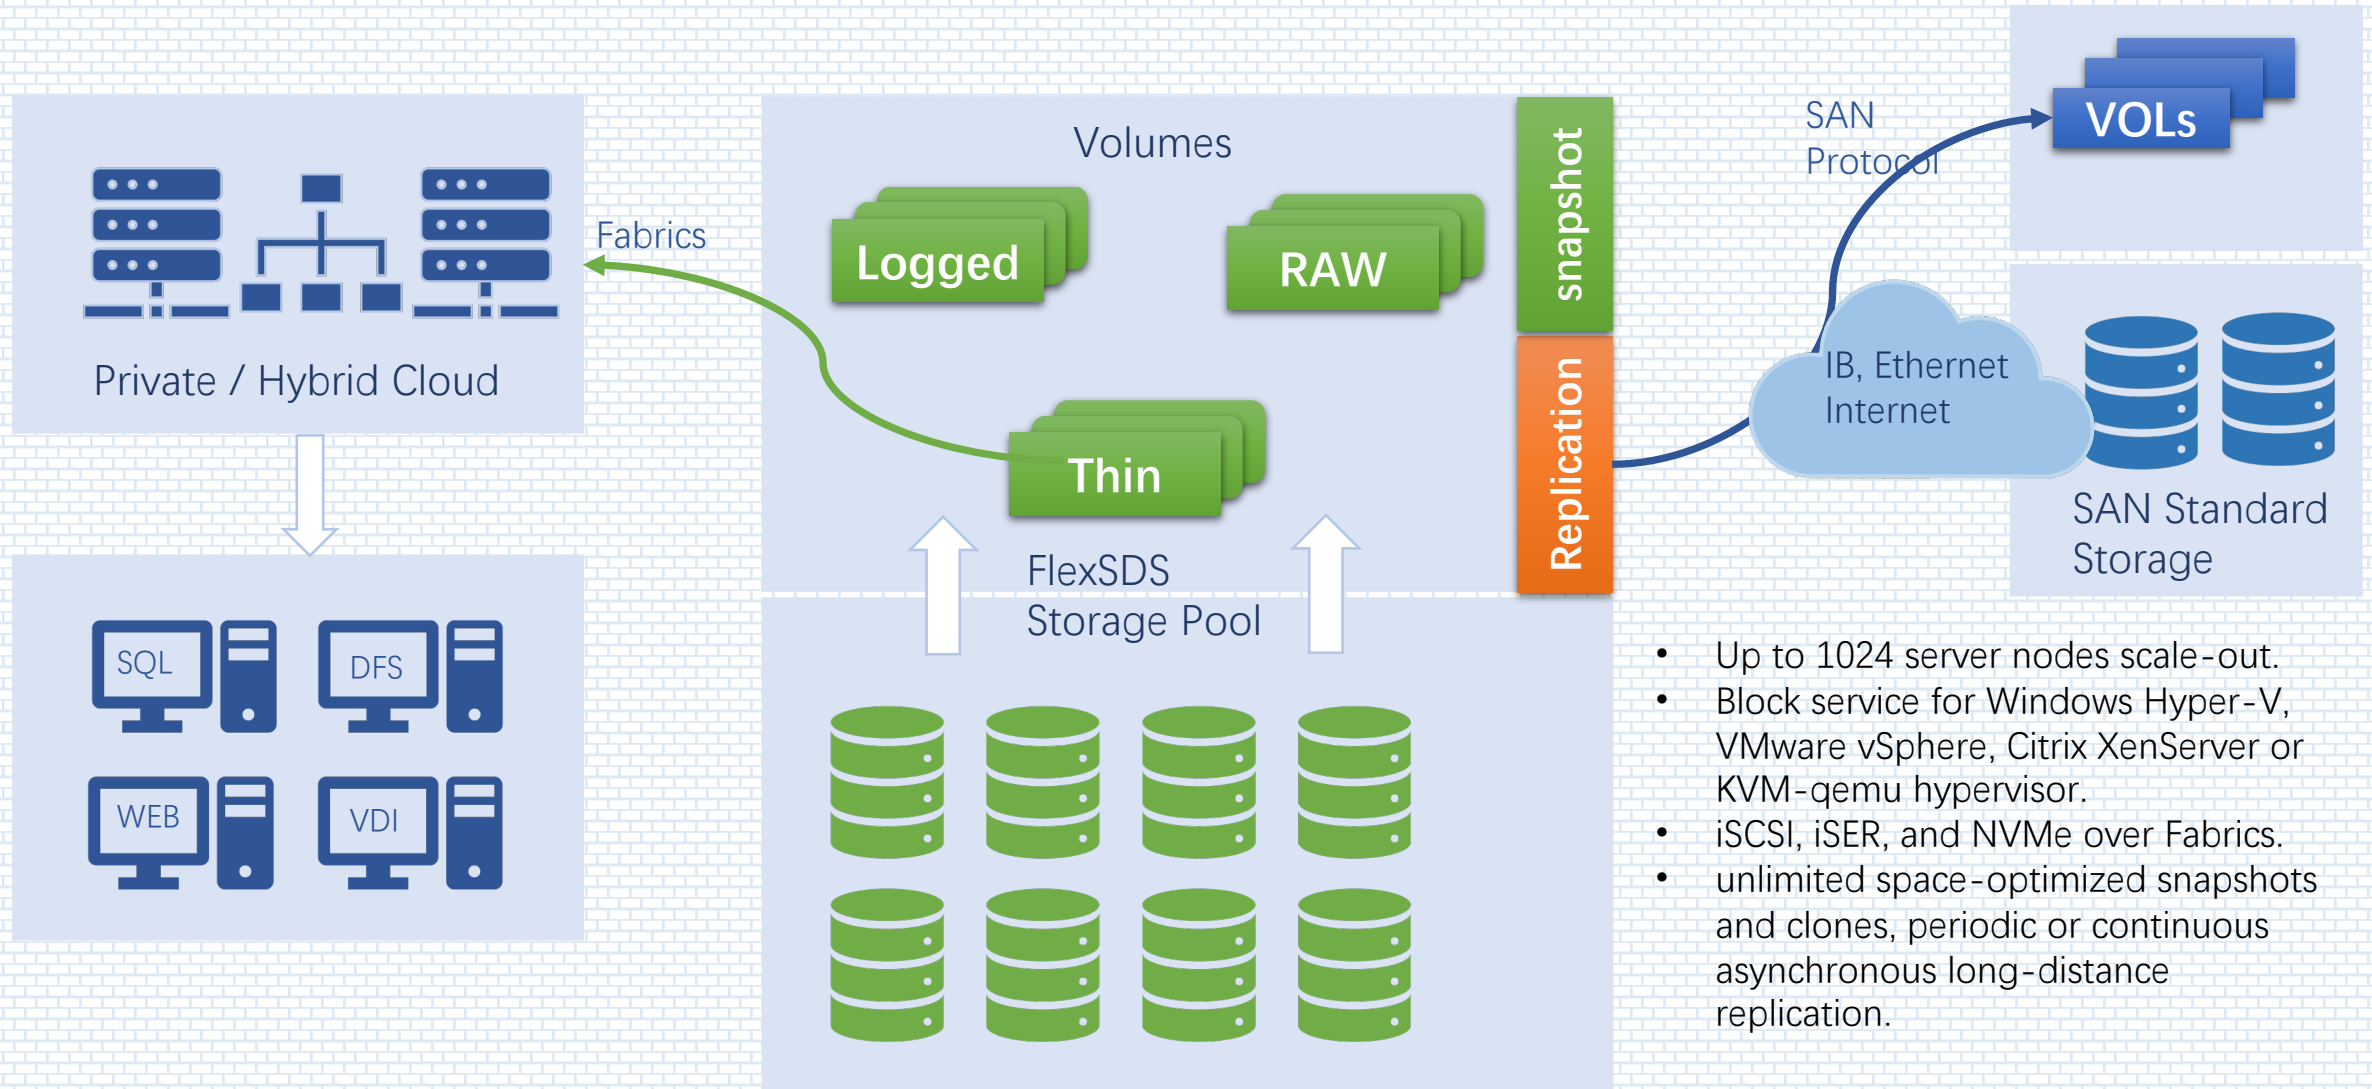 Private / Hybrid Cloud
SQL
DFS
WEB
VDI
Fabrics
Volumes
Logged
RAW
Thin
FlexSDS
Storage Pool
snapshot
Replication
SAN
Protocol
VOLs
IB, Ethernet
Internet
SAN Standard
Storage
• Up to 1024 server nodes scale-out.
• Block service for Windows Hyper-V,
VMware vSphere, Citrix XenServer or
KVM-qemu hypervisor.
• iSCSI, iSER, and NVMe over Fabrics.
• unlimited space-optimized snapshots
and clones, periodic or continuous
asynchronous long-distance
replication.